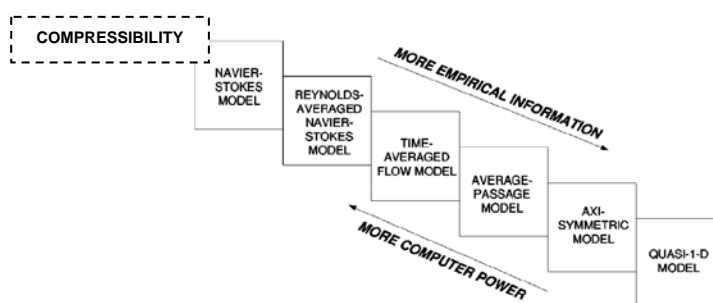 COMPRESSIBILITY
NAVIER-
STOKES
MODEL
REYNOLDS-
AVERAGED
NAVIER-
STOKES
MODEL
TIME-
AVERAGED
FLOW MODEL
AVERAGE-
PASSAGE
MODEL
AXI-
SYMMETRIC
MODEL
QUASI-1-D
MODEL
MORE EMPIRICAL INFORMATION
MORE COMPUTER POWER